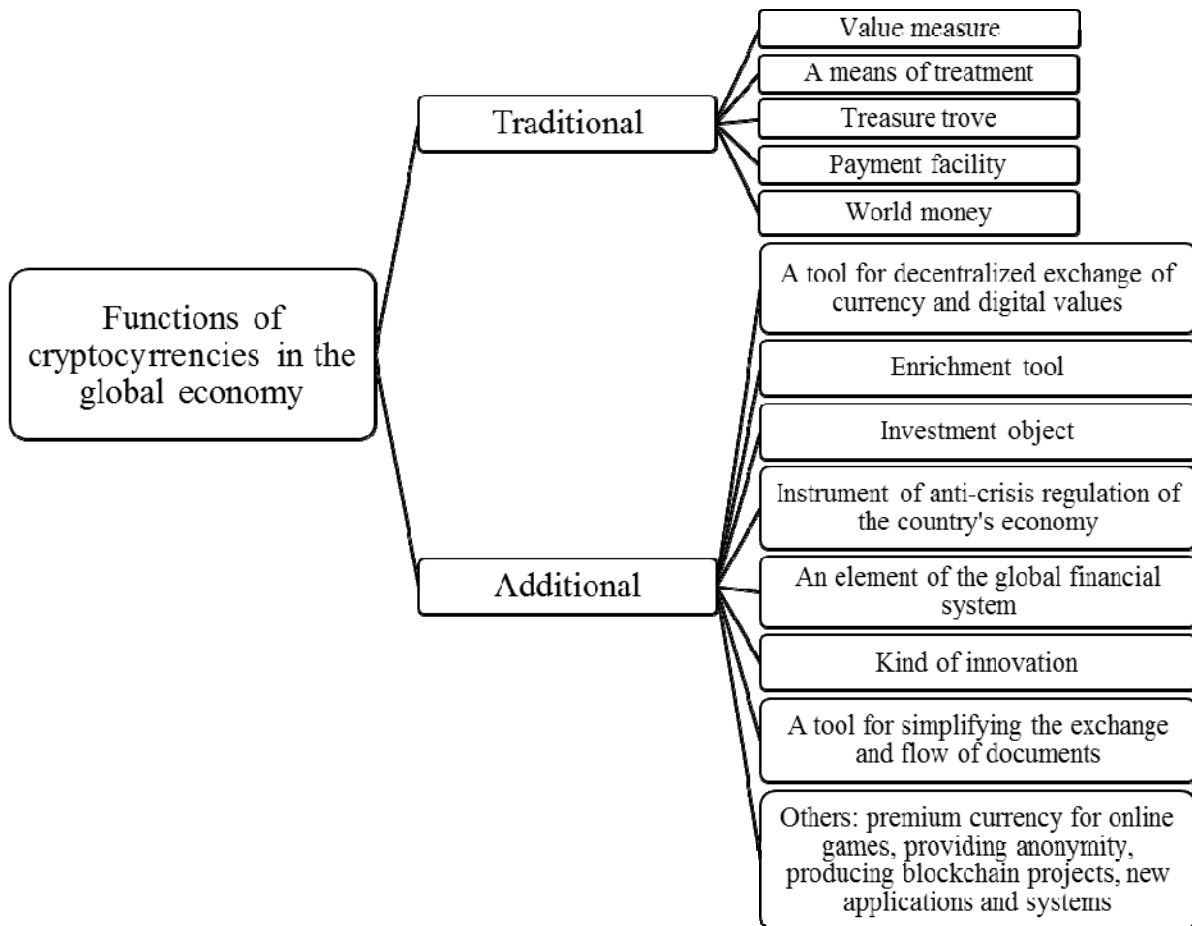 Functions of
cryptocyrrencies in the
global economy
Traditional
Value measure
A means of treatment
Treasure trove
Payment facility
World money
Additional
A tool for decentralized exchange of
currency and digital values
Enrichment tool
Investment object
Instrument of anti-crisis regulation of
the country's economy
An element of the global financial
system
Kind of innovation
A tool for simplifying the exchange
and flow of documents
Others: premium currency for online
games, providing anonymity,
producing blockchain projects, new
applications and systems